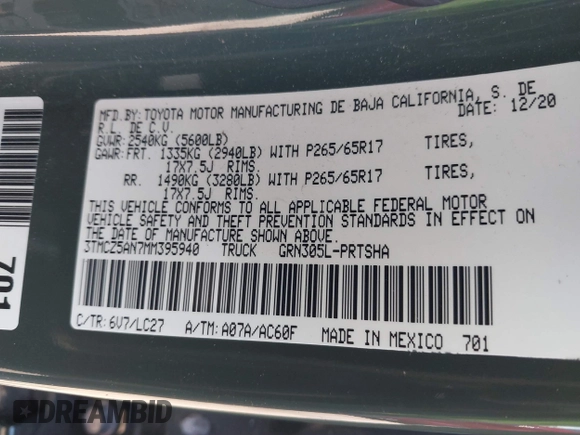 MFD.BY: TOYOTA MOTOR MANUFACTURING DE BAJA CALIFORNIA, S. DE
R.L. DE C.V. DATE: 12/20
GVWR: 2540KG (5600LB)
GAWR: FRT. 1335KG (2940LB) WITH P265/65R17 TIRES,
17X7.5J RIMS.
RR. 1490KG (3280LB) WITH P265/65R17 TIRES,
17X7.5J RIMS.
THIS VEHICLE CONFORMS TO ALL APPLICABLE FEDERAL MOTOR
VEHICLE SAFETY AND THEFT PREVENTION STANDARDS IN EFFECT ON
THE DATE OF MANUFACTURE SHOWN ABOVE.
3TMCZ5AN7MM395940 TRUCK GRN305L-PRTSHA
C/TR: 6V7/LC27 A/TM: A07A/AC60F MADE IN MEXICO 701
701
DREAMBID